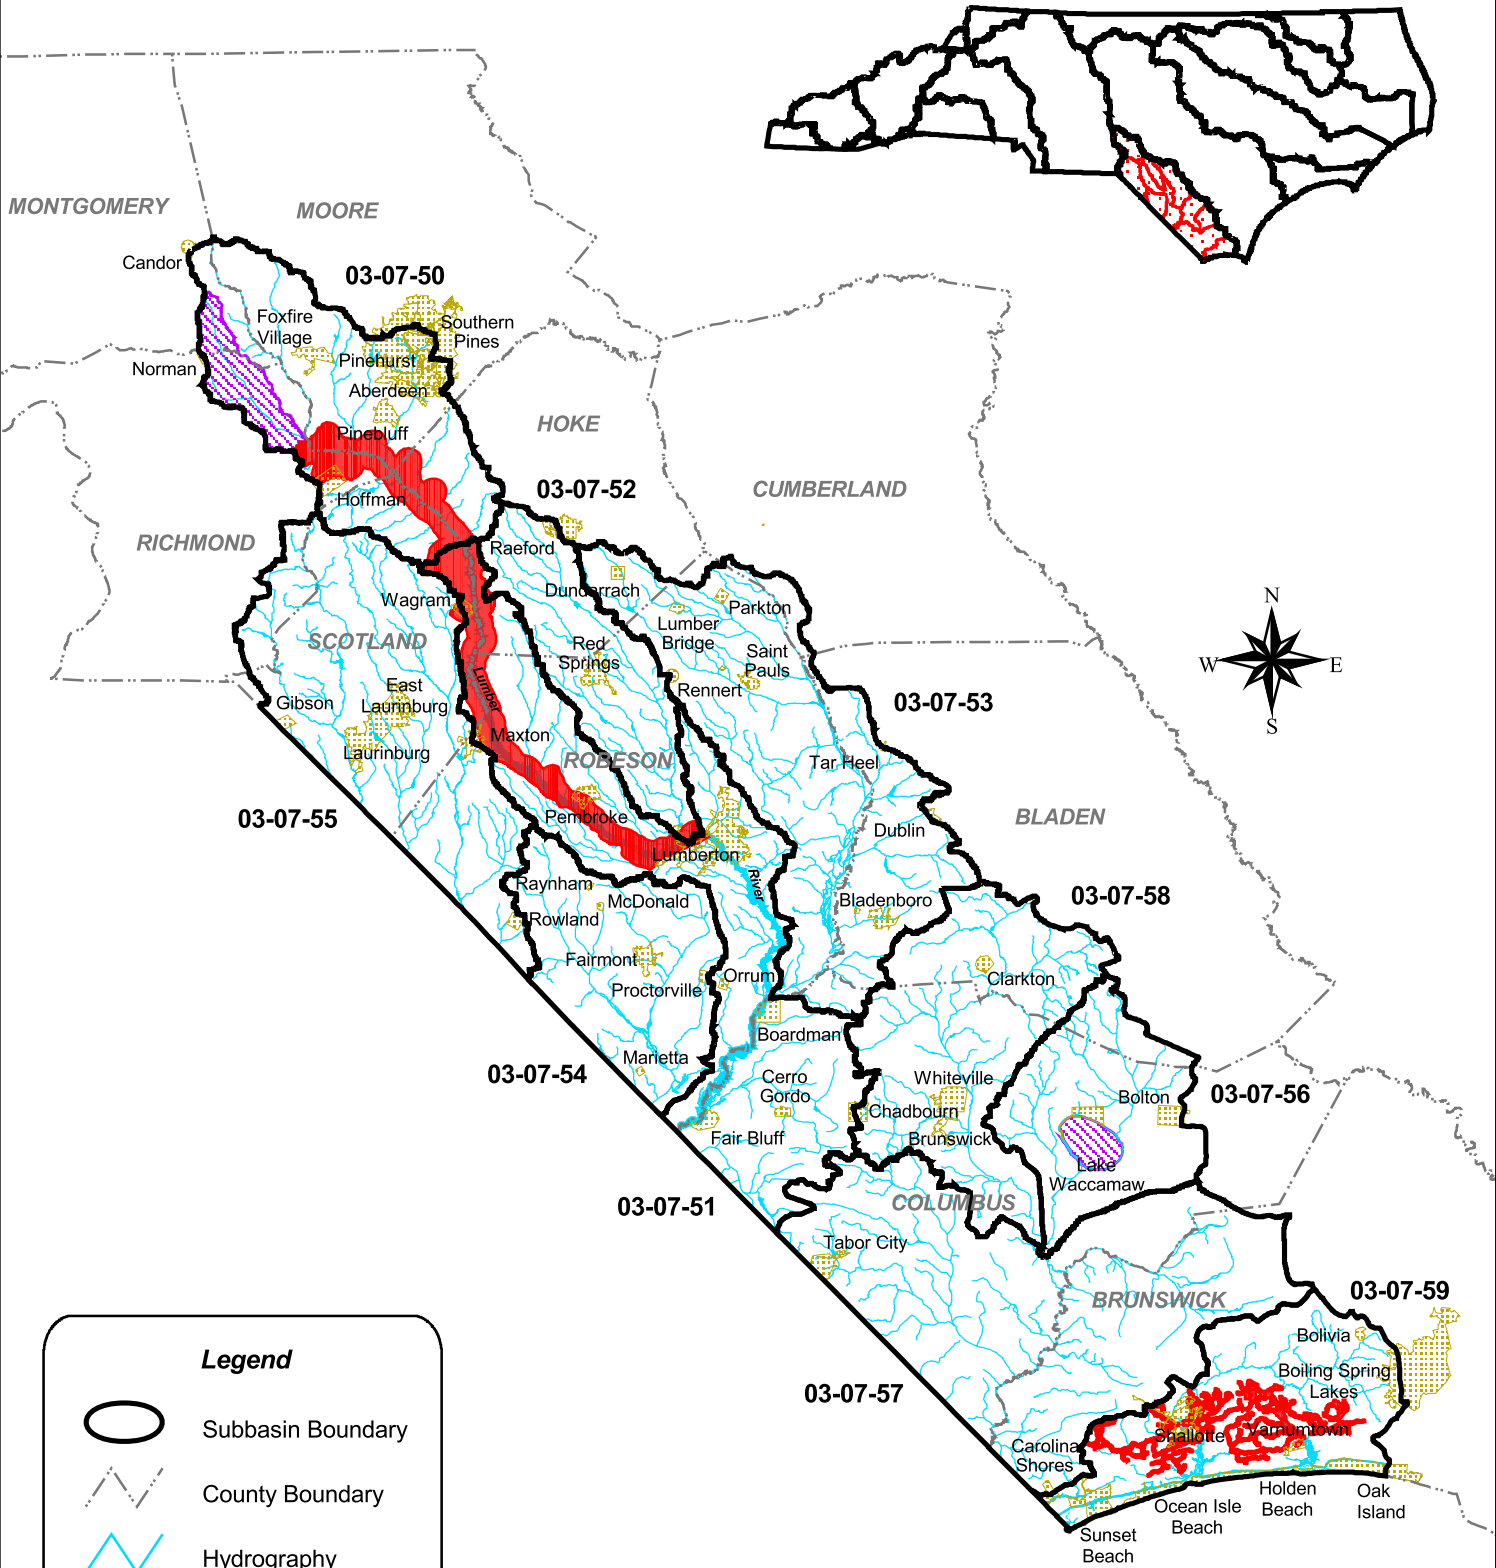 MONTGOMERY
MOORE
Candor
03-07-50
Foxfire
Village
Southern
Pines
Norman
Pinehurst
Aberdeen
HOKE
Pinebluff
03-07-52
CUMBERLAND
Hoffman
RICHMOND
Raeford
Dundarrach
Wagram
Parkton
N
Lumber
Bridge
SCOTLAND
Red
Springs
Saint
Pauls
W
E
Rennert
East
Laurinburg
Lumber
Gibson
03-07-53
S
Maxton
Laurinburg
ROBESON
Tar Heel
03-07-55
Pembroke
BLADEN
Dublin
Lumberton
River
Raynham
McDonald
03-07-58
Bladenboro
Rowland
Fairmont
Orrum
Clarkton
Proctorville
Boardman
Marietta
03-07-54
Cerro
Gordo
Whiteville
Bolton
03-07-56
Chadbourn
Fair Bluff
Brunswick
Lake
Waccamaw
03-07-51
COLUMBUS
Tabor City
BRUNSWICK
03-07-59
Bolivia
Boiling Spring
Lakes
03-07-57
Shallotte
Varnumtown
Carolina
Shores
Holden
Beach
Oak
Island
Ocean Isle
Beach
Sunset
Beach
Legend
Subbasin Boundary
County Boundary
Hydrography